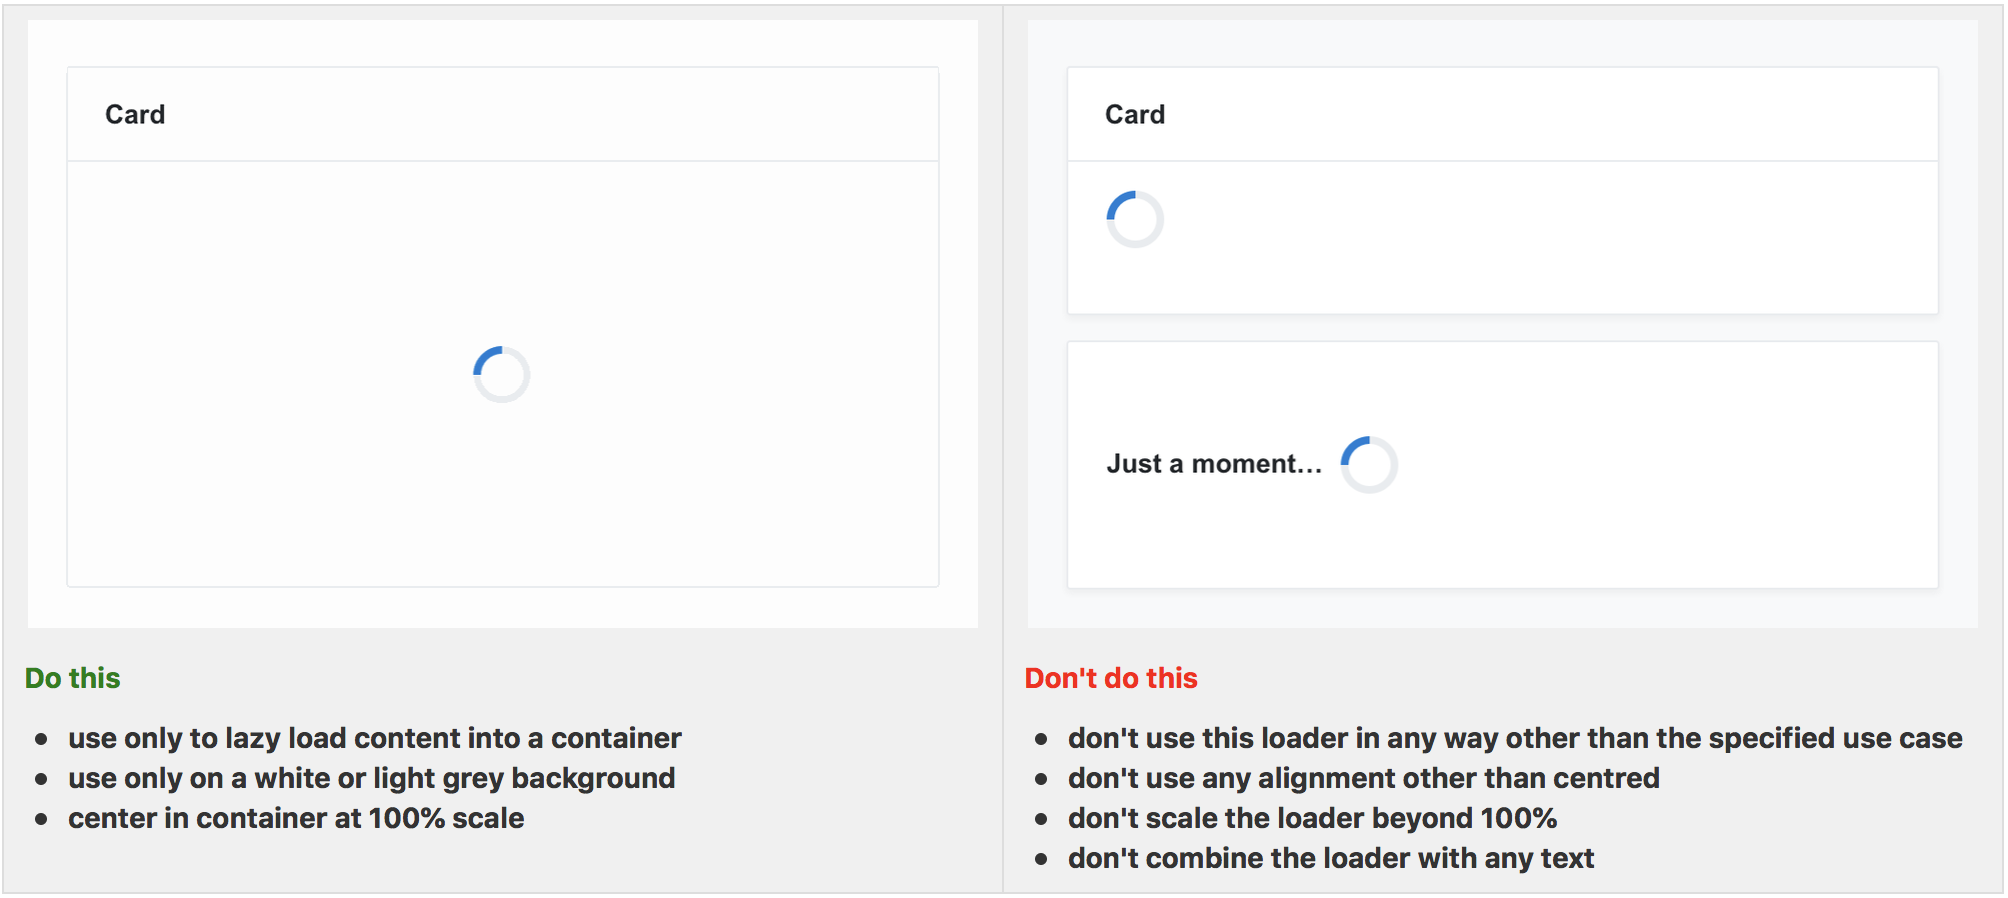 Card
Do this
• use only to lazy load content into a container
• use only on a white or light grey background
• center in container at 100% scale
Card
Just a moment...
Don't do this
• don't use this loader in any way other than the specified use case
• don't use any alignment other than centred
• don't scale the loader beyond 100%
• don't combine the loader with any text